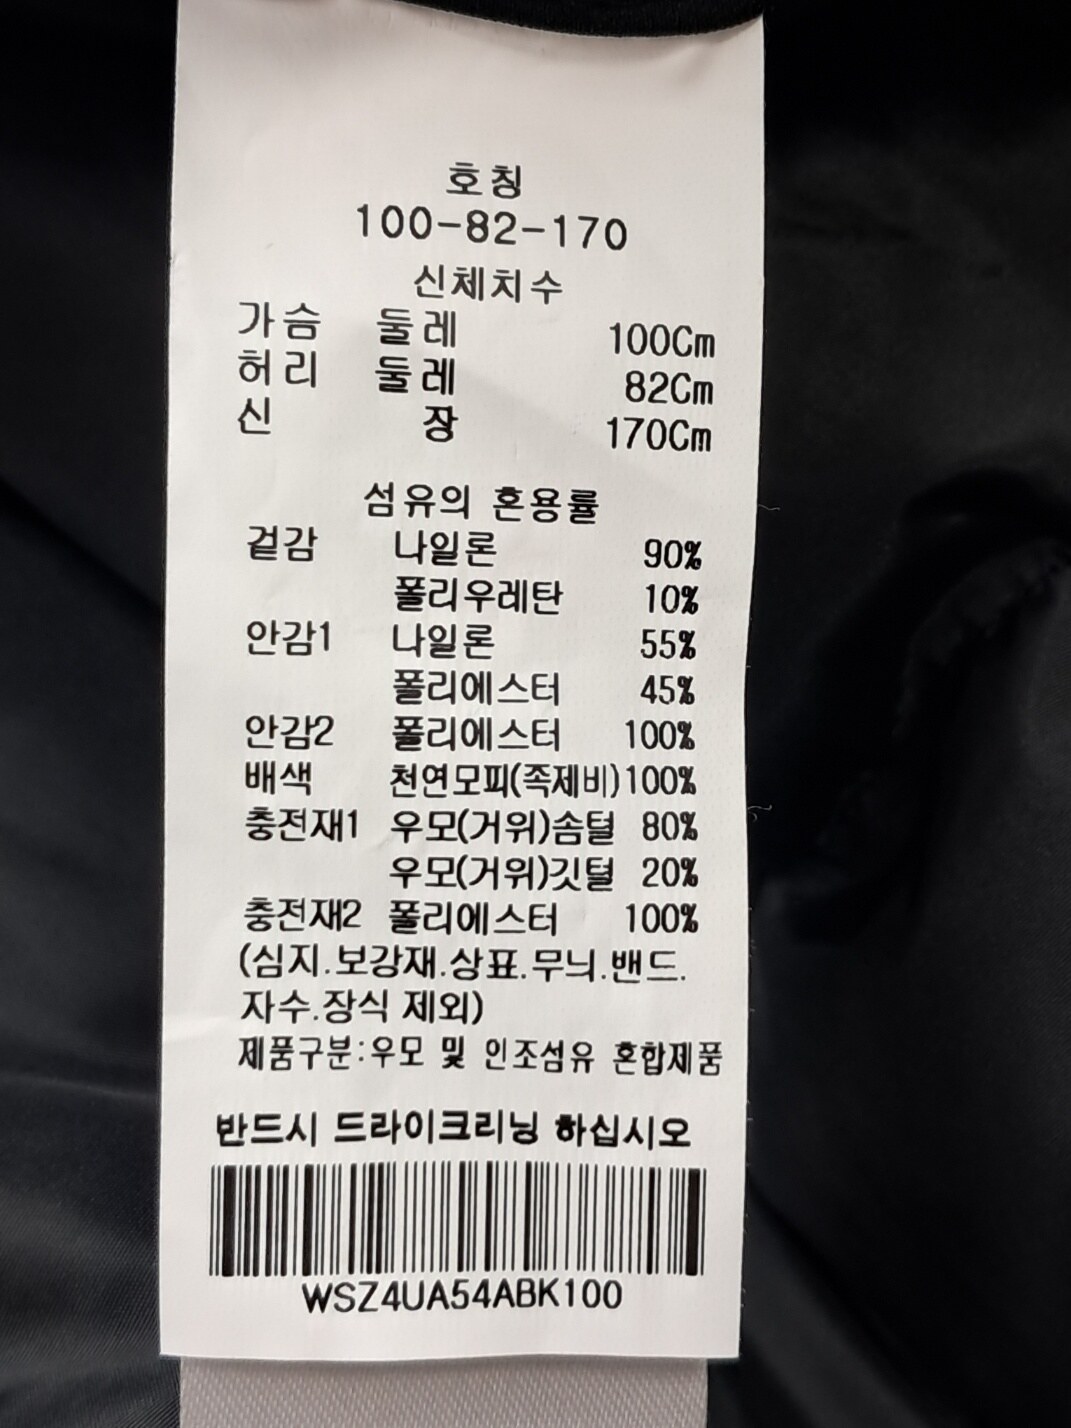 호칭
100-82-170
신체치수
가슴 둘레 100Cm
허리 둘레 82Cm
신 장 170Cm
섬유의 혼용률
겉감 나일론 90%
폴리우레탄 10%
안감1 나일론 55%
폴리에스터 45%
안감2 폴리에스터 100%
배색 천연모피(족제비)100%
충전재1 우모(거위)솜털 80%
우모(거위)깃털 20%
충전재2 폴리에스터 100%
(심지.보강재.상표.무늬.밴드.
자수.장식 제외)
제품구분:우모 및 인조섬유 혼합제품
반드시 드라이크리닝 하십시오
WSZ4UA54ABK100